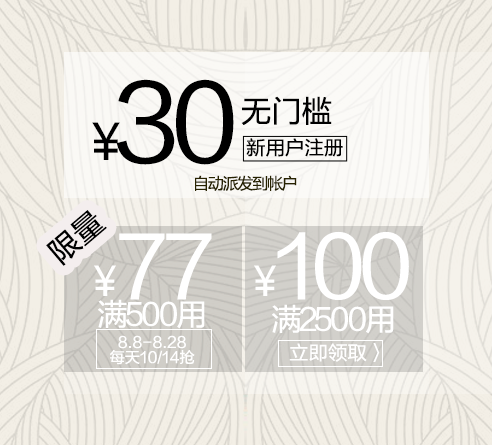 ¥30
无门槛
新用户注册
自动派发到帐户
限量
¥77
满500用
8.8-8.28
每天10/14抢
¥100
满2500用
立即领取 〉